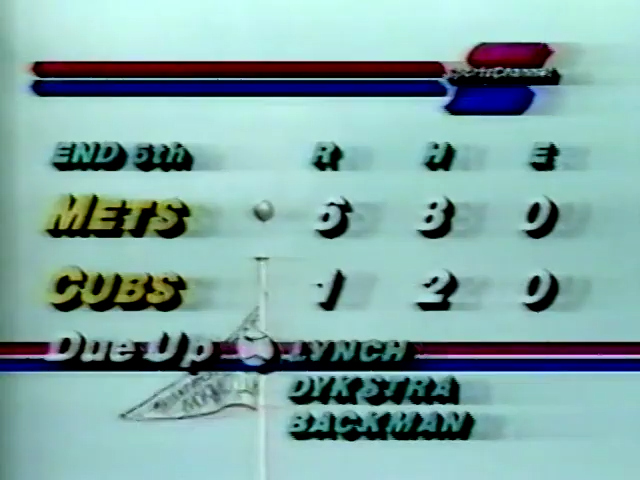 SportsChannel
END 5th R H E
METS 6 8 0
CUBS 1 2 0
Due Up LYNCH
DYKSTRA
BACKMAN